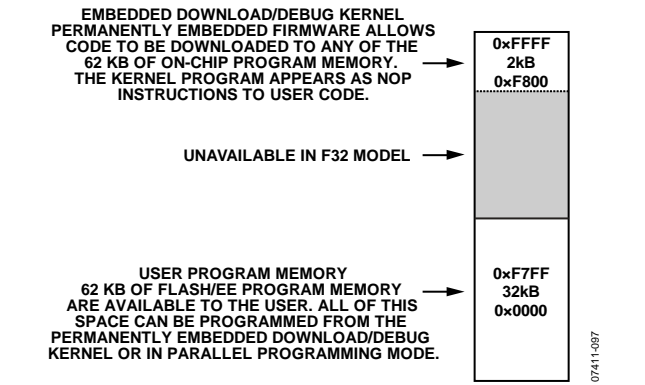 EMBEDDED DOWNLOAD/DEBUG KERNEL
PERMANENTLY EMBEDDED FIRMWARE ALLOWS
CODE TO BE DOWNLOADED TO ANY OF THE
62 KB OF ON-CHIP PROGRAM MEMORY.
THE KERNEL PROGRAM APPEARS AS NOP
INSTRUCTIONS TO USER CODE.
0×FFFF
2kB
0×F800
UNAVAILABLE IN F32 MODEL
USER PROGRAM MEMORY
62 KB OF FLASH/EE PROGRAM MEMORY
ARE AVAILABLE TO THE USER. ALL OF THIS
SPACE CAN BE PROGRAMMED FROM THE
PERMANENTLY EMBEDDED DOWNLOAD/DEBUG
KERNEL OR IN PARALLEL PROGRAMMING MODE.
0×F7FF
32kB
0×0000
07411-097